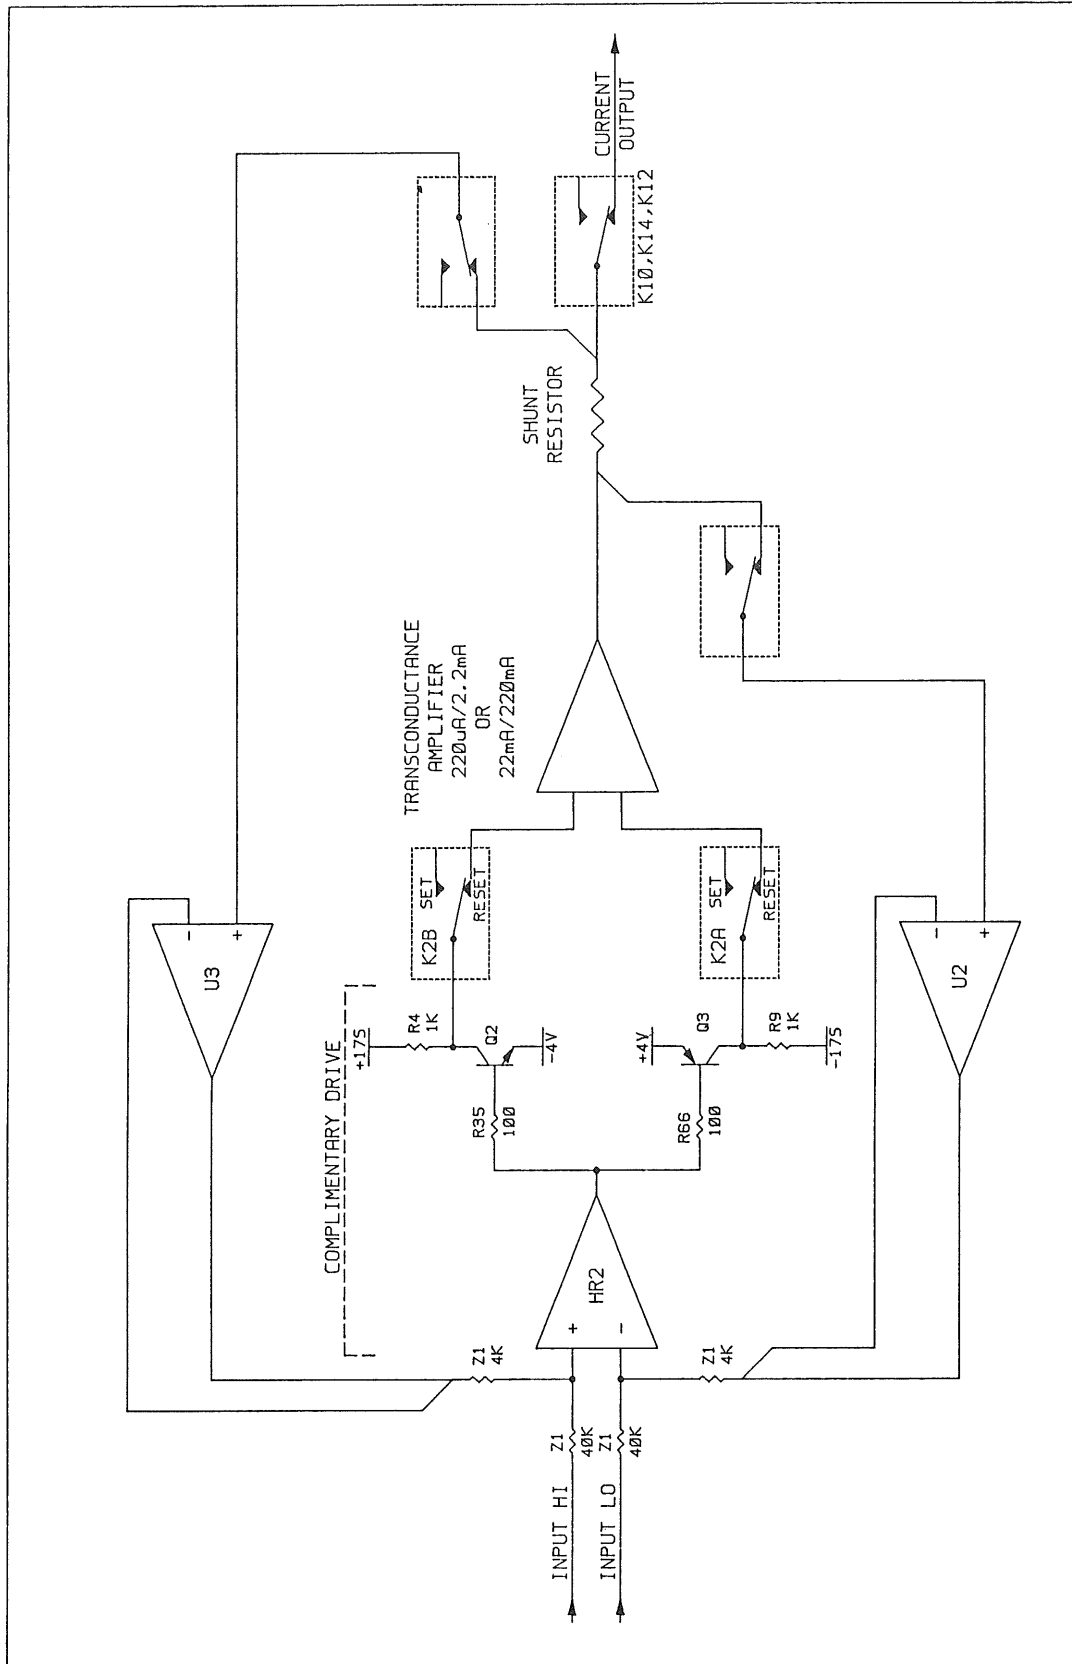 COMPLIMENTARY DRIVE
INPUT HI
INPUT LO
Z1
40K
Z1
40K
Z1
4K
Z1
4K
+
-
HR2
R35
100
R66
100
+17S
R4
1K
Q2
-4V
+4V
Q3
R9
1K
-17S
K2B
SET
RESET
K2A
SET
RESET
U3
-
+
U2
-
+
TRANSCONDUCTANCE
AMPLIFIER
220uA/2.2mA
OR
22mA/220mA
SHUNT
RESISTOR
K10,K14,K12
CURRENT
OUTPUT